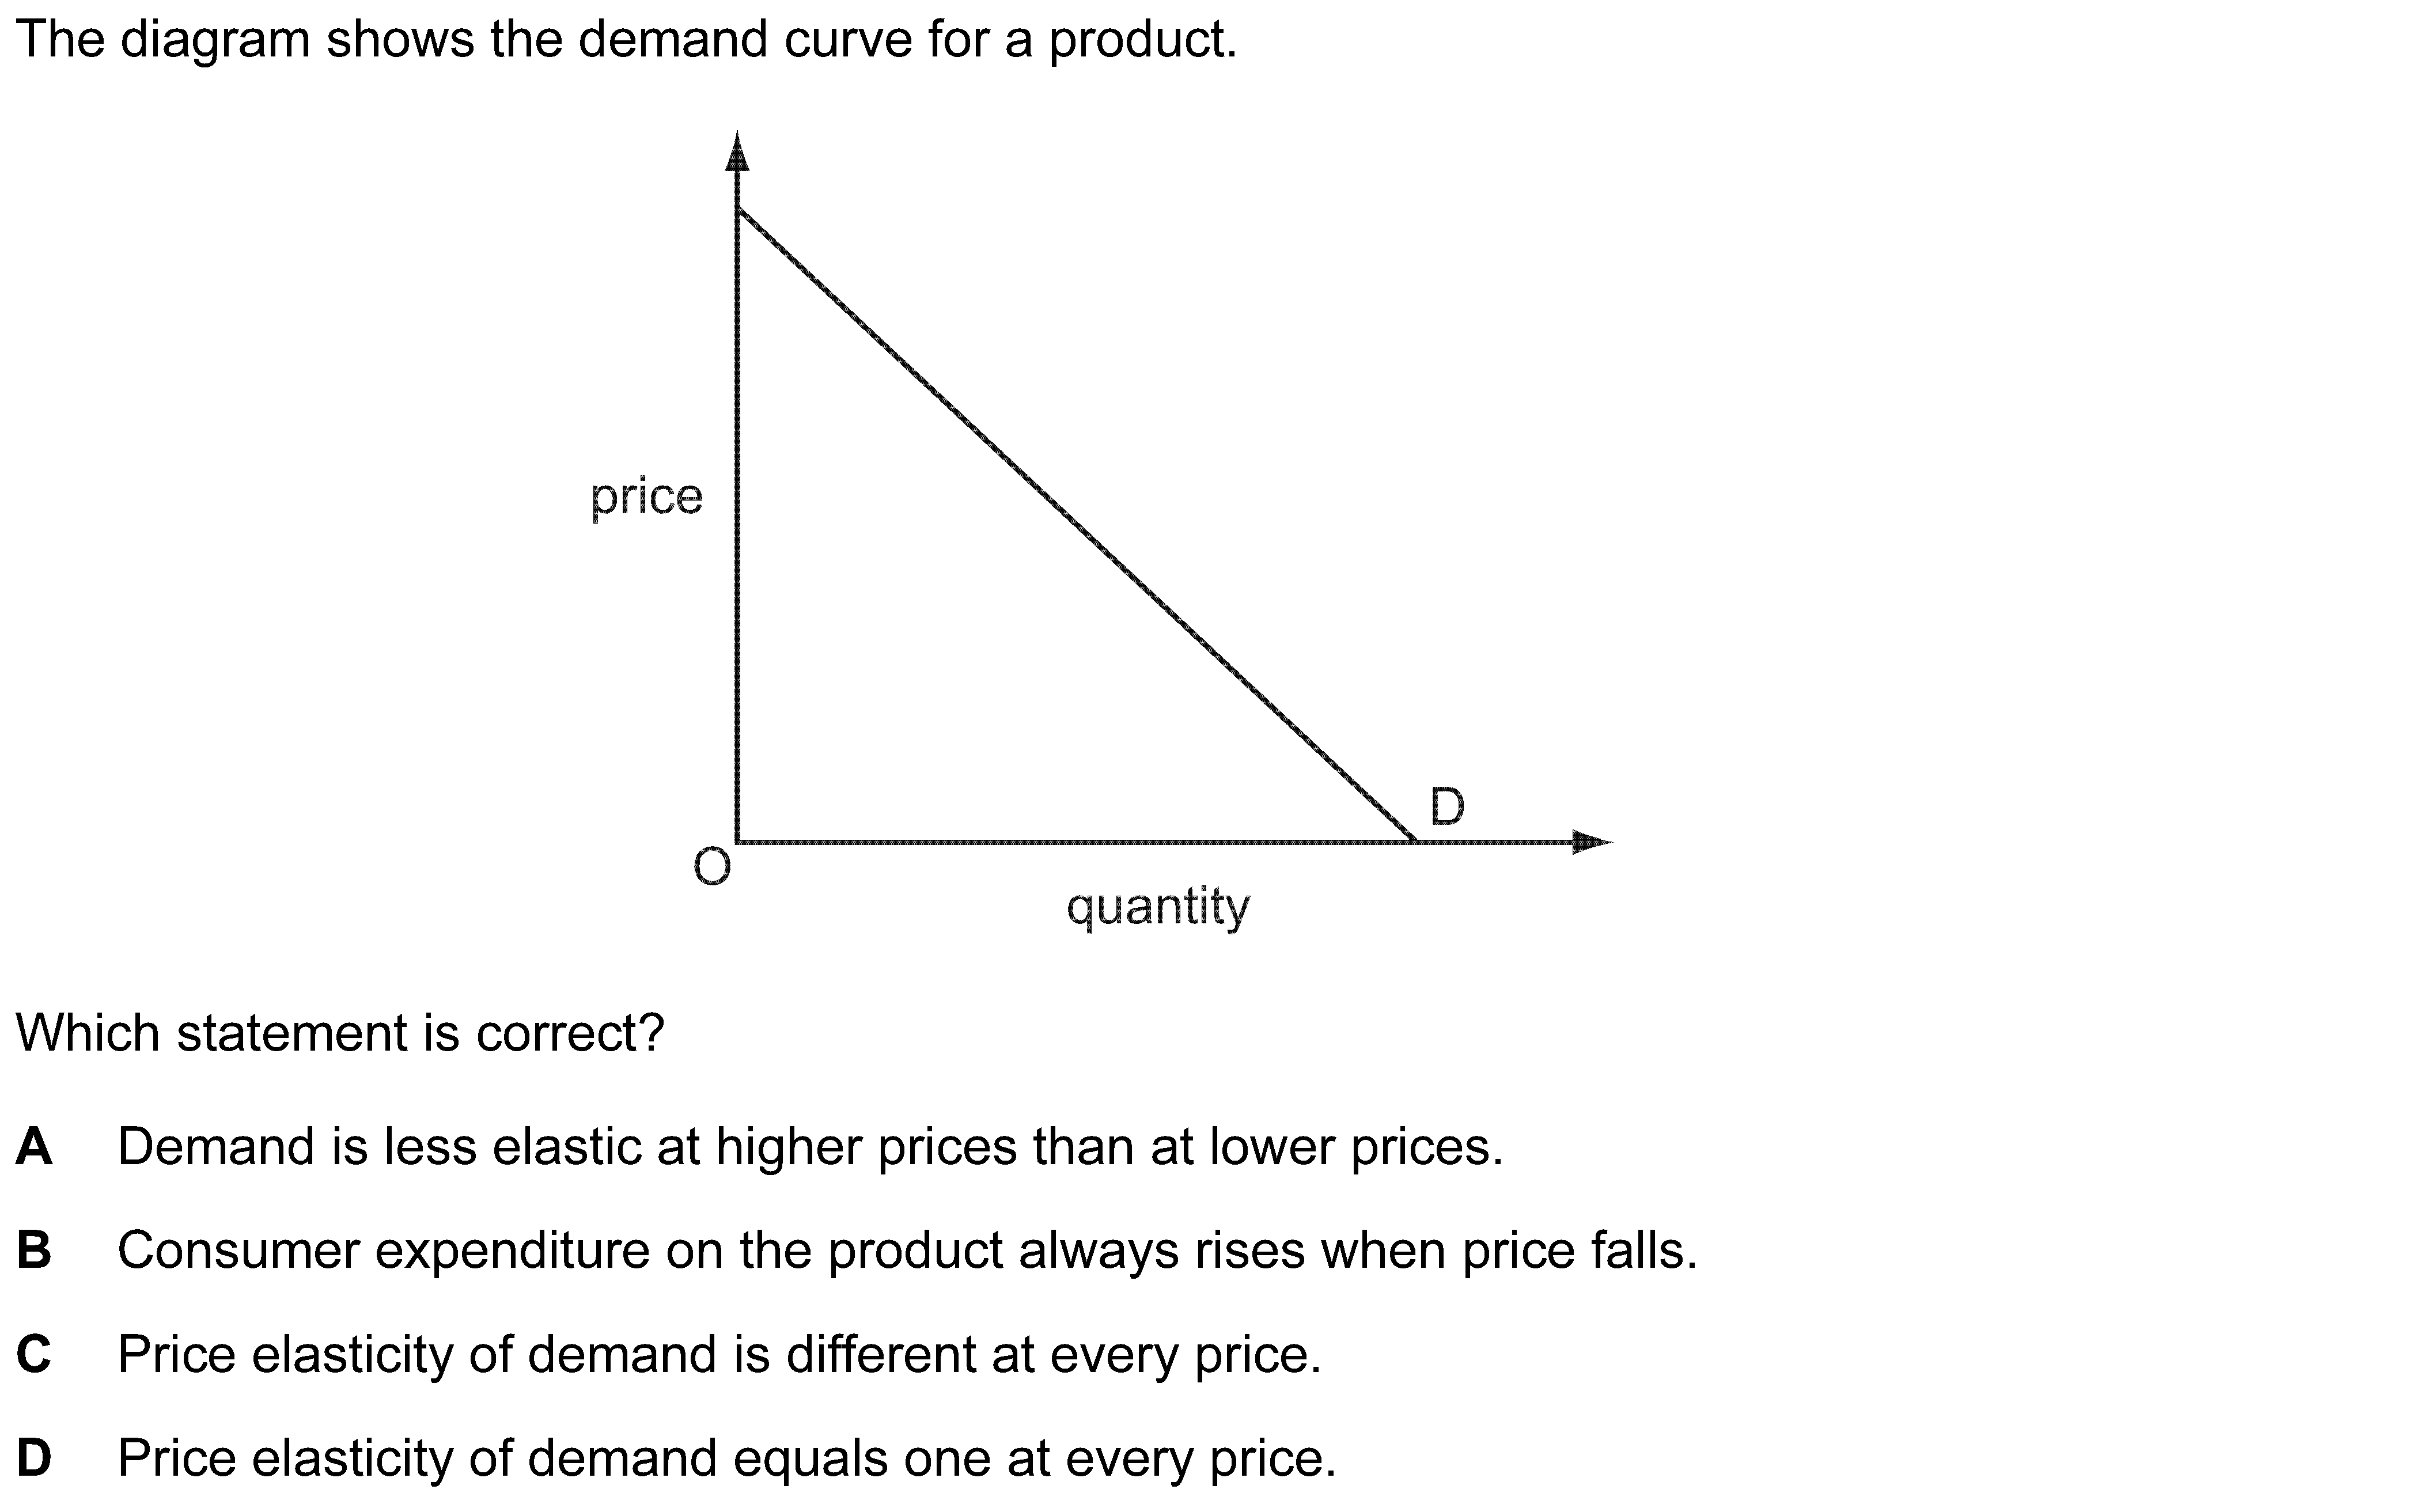 The diagram shows the demand curve for a product.
price
D
O
quantity
Which statement is correct?
A Demand is less elastic at higher prices than at lower prices.
B Consumer expenditure on the product always rises when price falls.
C Price elasticity of demand is different at every price.
D Price elasticity of demand equals one at every price.